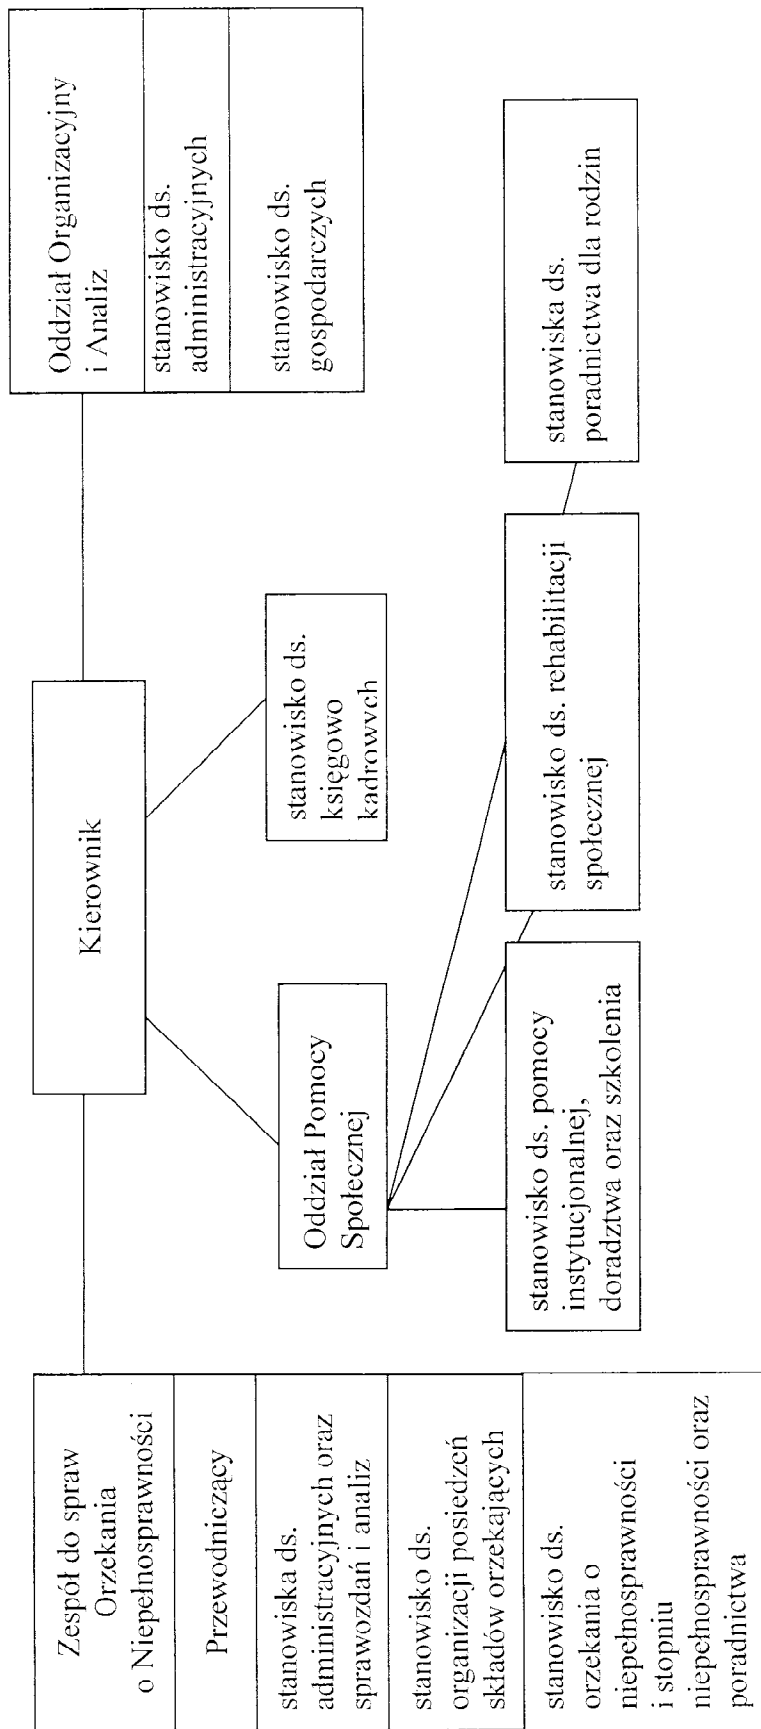 Zespół do spraw
Orzekania
o Niepełnosprawności
Przewodniczący
stanowiska ds.
administracyjnych oraz
sprawozdań i analiz
stanowisko ds.
organizacji posiedzeń
składów orzekających
stanowisko ds.
orzekania o
niepełnosprawności
i stopniu
niepełnosprawności oraz
poradnictwa
Kierownik
Oddział Pomocy
Społecznej
stanowisko ds.
księgowo
kadrowych
stanowisko ds. pomocy
instytucjonalnej,
doradztwa oraz szkolenia
stanowisko ds. rehabilitacji
społecznej
stanowiska ds.
poradnictwa dla rodzin
Oddział Organizacyjny
i Analiz
stanowisko ds.
administracyjnych
stanowisko ds.
gospodarczych